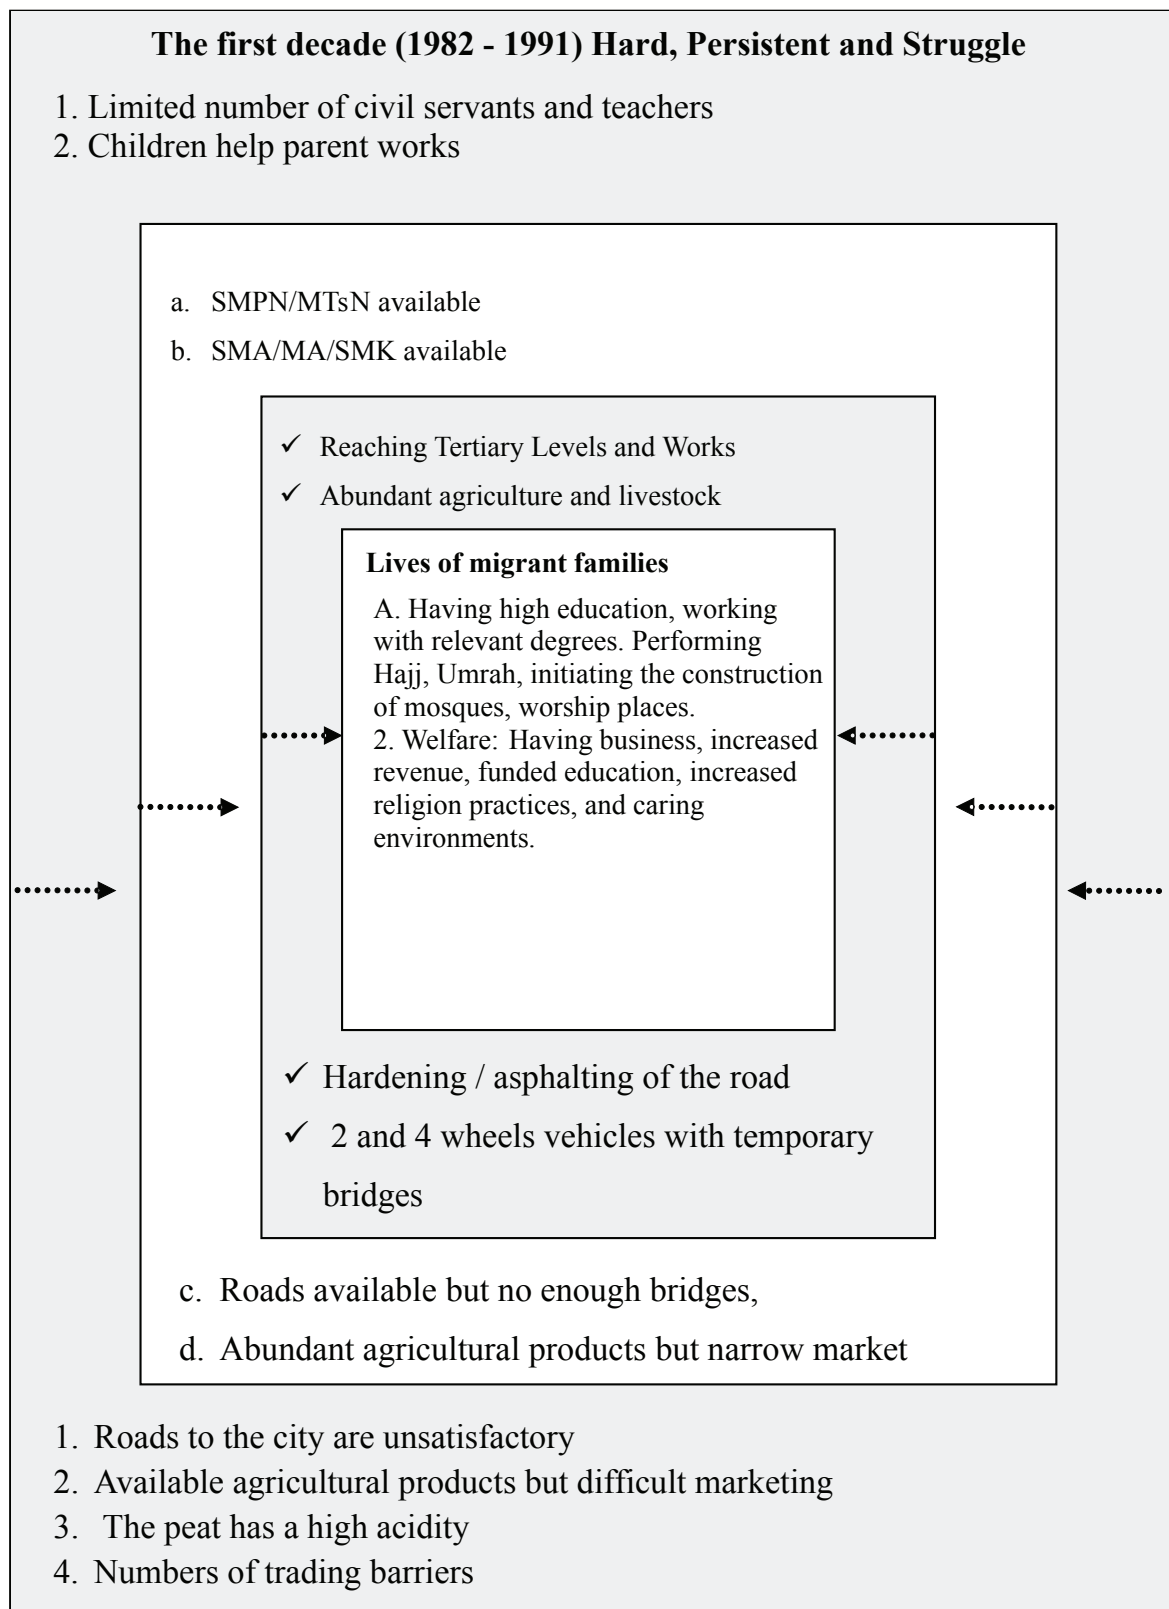 The first decade (1982 - 1991) Hard, Persistent and Struggle
1. Limited number of civil servants and teachers
2. Children help parent works
a. SMPN/MTsN available
b. SMA/MA/SMK available
✓ Reaching Tertiary Levels and Works
✓ Abundant agriculture and livestock
Lives of migrant families
A. Having high education, working
with relevant degrees. Performing
Hajj, Umrah, initiating the construction
of mosques, worship places.
2. Welfare: Having business, increased
revenue, funded education, increased
religion practices, and caring
environments.
✓ Hardening / asphalting of the road
✓ 2 and 4 wheels vehicles with temporary
bridges
c. Roads available but no enough bridges,
d. Abundant agricultural products but narrow market
1. Roads to the city are unsatisfactory
2. Available agricultural products but difficult marketing
3. The peat has a high acidity
4. Numbers of trading barriers